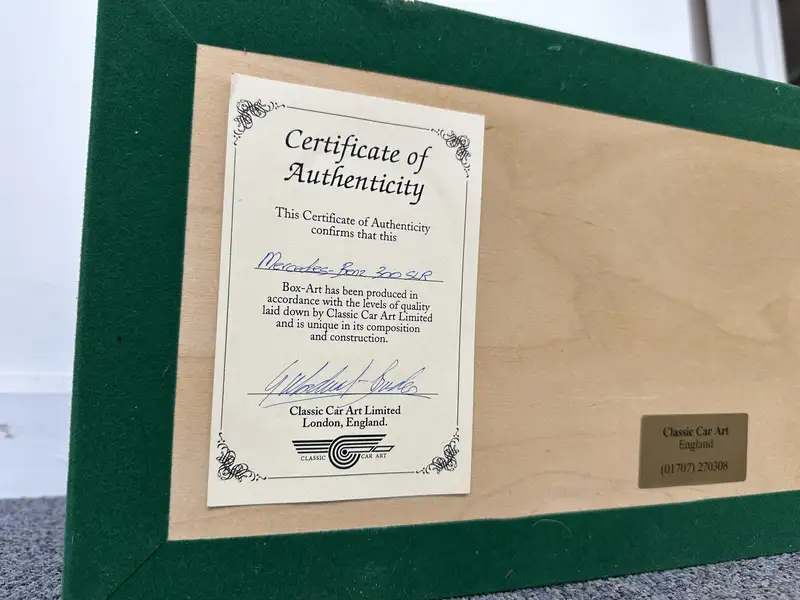 Certificate of
Authenticity
This Certificate of Authenticity
confirms that this
Mercedes-Benz 300 SLR
Box-Art has been produced in
accordance with the levels of quality
laid down by Classic Car Art Limited
and is unique in its composition
and construction.
Classic Car Art Limited
London, England.
CLASSIC CAR ART
Classic Car Art
England
(01707) 270308